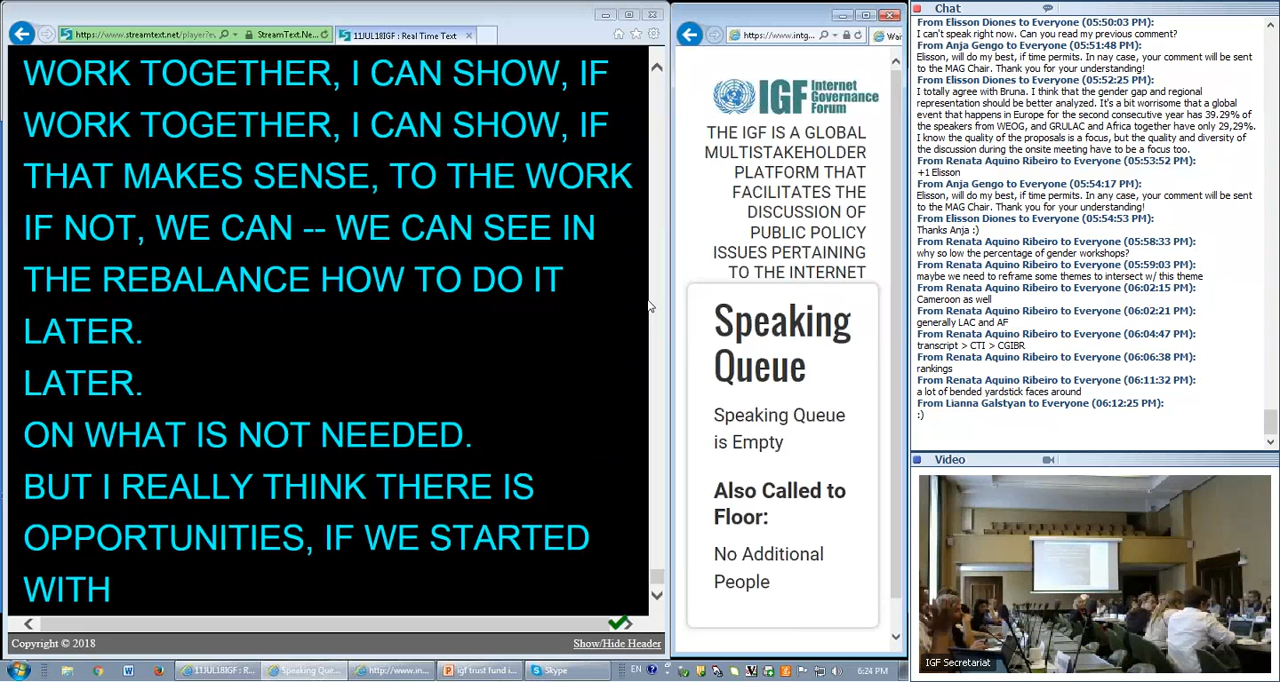 https://www.streamtext.net/player?e
StreamText.Ne...
11JUL18IGF : Real Time Text
WORK TOGETHER, I CAN SHOW, IF
WORK TOGETHER, I CAN SHOW, IF
THAT MAKES SENSE, TO THE WORK
IF NOT, WE CAN -- WE CAN SEE IN
THE REBALANCE HOW TO DO IT
LATER.
LATER.
ON WHAT IS NOT NEEDED.
BUT I REALLY THINK THERE IS
OPPORTUNITIES, IF WE STARTED
WITH
Copyright © 2018
Show/Hide Header
https://www.intg
Wai
IGF Internet
Governance
Forum
THE IGF IS A GLOBAL
MULTISTAKEHOLDER
PLATFORM THAT
FACILITATES THE
DISCUSSION OF
PUBLIC POLICY
ISSUES PERTAINING
TO THE INTERNET
Speaking
Queue
Speaking Queue
is Empty
Also Called to
Floor:
No Additional
People
Chat
From Elisson Diones to Everyone (05:50:03 PM):
I can't speak right now. Can you read my previous comment?
From Anja Gengo to Everyone (05:51:48 PM):
Elisson, will do my best, if time permits. In nay case, your comment will be sent
to the MAG Chair. Thank you for your understanding!
From Elisson Diones to Everyone (05:52:25 PM):
I totally agree with Bruna. I think that the gender gap and regional
representation should be better analyzed. It's a bit worrisome that a global
event that happens in Europe for the second consecutive year has 39.29% of
the speakers from WEOG, and GRULAC and Africa together have only 29,29%.
I know the quality of the proposals is a focus, but the quality and diversity of
the discussion during the onsite meeting have to be a focus too.
From Renata Aquino Ribeiro to Everyone (05:53:52 PM):
+1 Elisson
From Anja Gengo to Everyone (05:54:17 PM):
Elisson, will do my best, if time permits. In any case, your comment will be sent
to the MAG Chair. Thank you for your understanding!
From Elisson Diones to Everyone (05:54:53 PM):
Thanks Anja :)
From Renata Aquino Ribeiro to Everyone (05:58:33 PM):
why so low the percentage of gender workshops?
From Renata Aquino Ribeiro to Everyone (05:59:03 PM):
maybe we need to reframe some themes to intersect w/ this theme
From Renata Aquino Ribeiro to Everyone (06:02:15 PM):
Cameroon as well
From Renata Aquino Ribeiro to Everyone (06:02:21 PM):
generally LAC and AF
From Renata Aquino Ribeiro to Everyone (06:04:47 PM):
transcript > CTI > CGIBR
From Renata Aquino Ribeiro to Everyone (06:06:38 PM):
rankings
From Renata Aquino Ribeiro to Everyone (06:11:32 PM):
a lot of bended yardstick faces around
From Lianna Galstyan to Everyone (06:12:25 PM):
:)
Video
IGF Secretariat
11JUL18IGF : R...
Speaking Que...
http://www.in...
igf trust fund i...
Skype
EN
6:24 PM